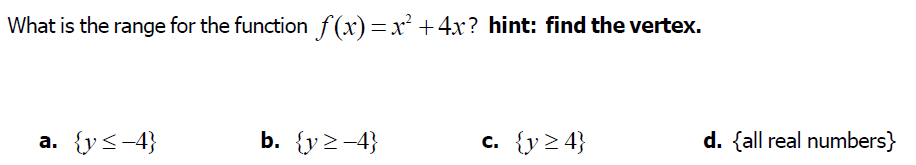 What is the range for the function f(x) = x² + 4x? hint: find the vertex.
a. {y ≤ −4} b. {y ≥ −4} c. {y ≥ 4} d. {all real numbers}